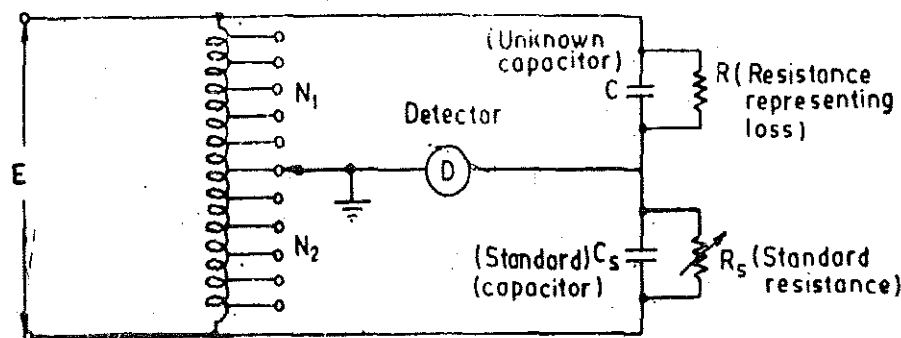 (Unknown
capacitor)
C
R (Resistance
representing
loss)
N1
Detector
E
D
N2
(Standard) Cs
(capacitor)
Rs (Standard
resistance)